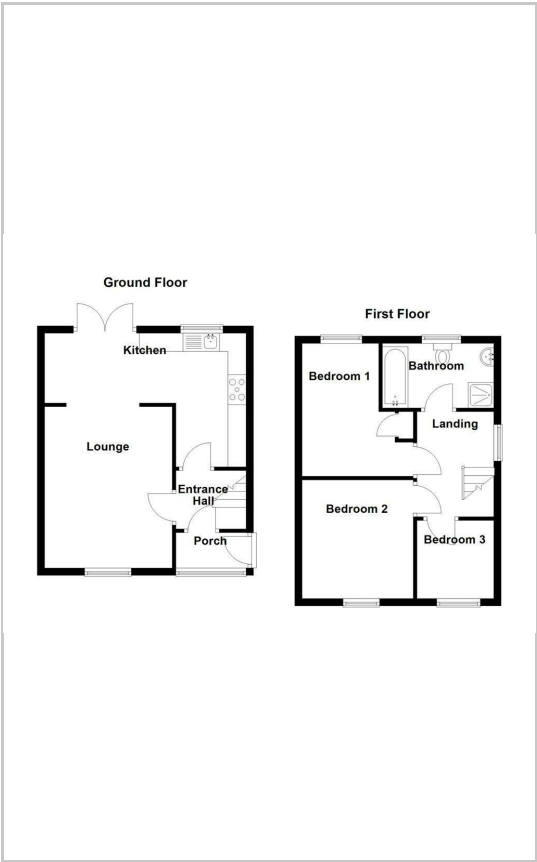 Ground Floor
Kitchen
Lounge
Entrance
Hall
Porch
First Floor
Bedroom 1
Bathroom
Landing
Bedroom 2
Bedroom 3